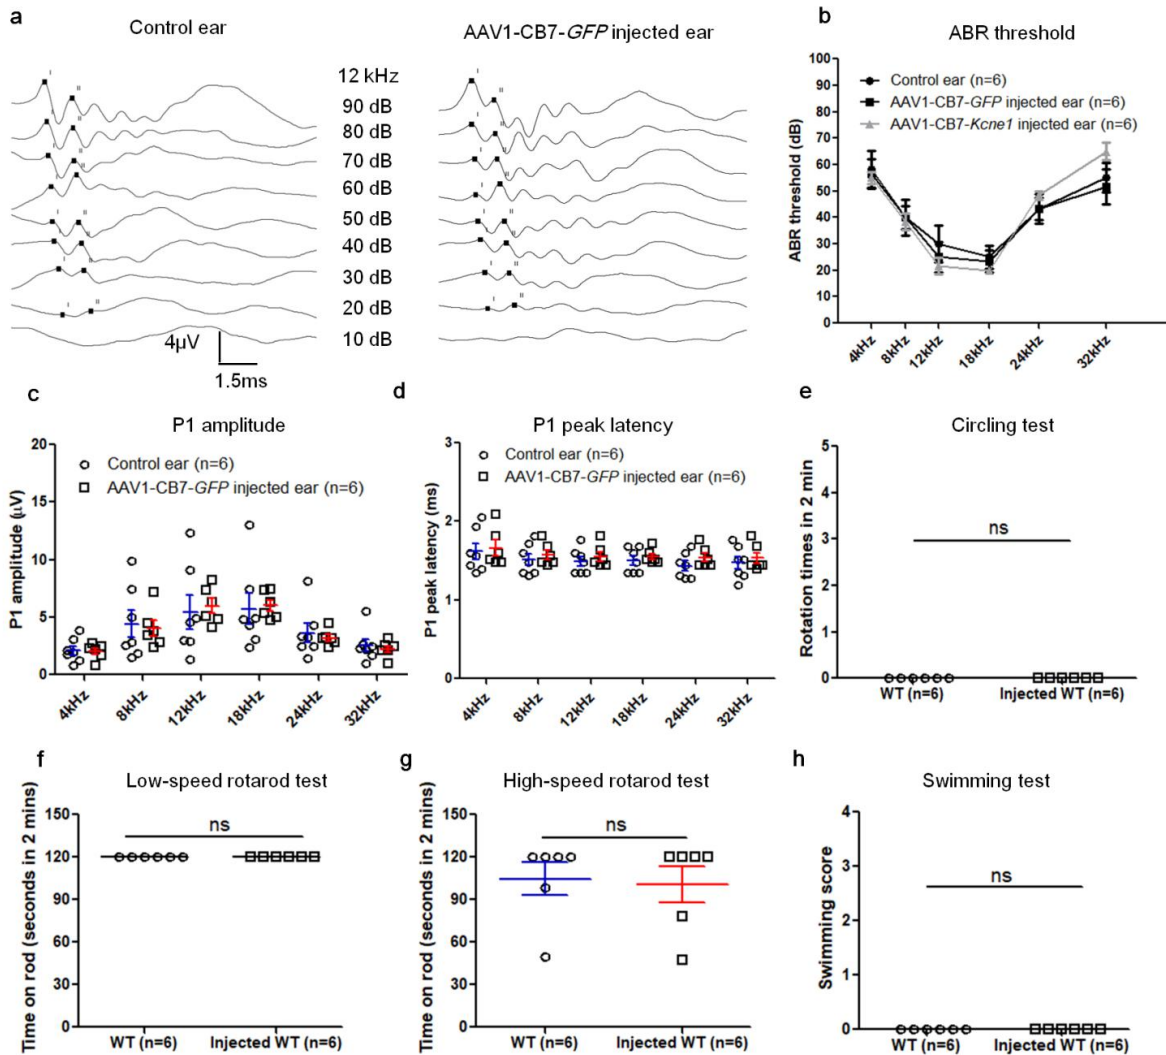 a
Control ear
AAV1-CB7-GFP injected ear
I
II
I
II
12 kHz
90 dB
80 dB
70 dB
60 dB
50 dB
40 dB
30 dB
20 dB
10 dB
4μV
1.5ms
b
ABR threshold
Control ear (n=6)
AAV1-CB7-GFP injected ear (n=6)
AAV1-CB7-Kcne1 injected ear (n=6)
ABR threshold (dB)
100
90
80
70
60
50
40
30
20
10
0
4kHz
8kHz
12kHz
18kHz
24kHz
32kHz
c
P1 amplitude
Control ear (n=6)
AAV1-CB7-GFP injected ear (n=6)
P1 amplitude (μV)
20
15
10
5
0
4kHz
8kHz
12kHz
18kHz
24kHz
32kHz
d
P1 peak latency
Control ear (n=6)
AAV1-CB7-GFP injected ear (n=6)
P1 peak latency (ms)
3
2
1
0
4kHz
8kHz
12kHz
18kHz
24kHz
32kHz
e
Circling test
Rotation times in 2 min
5
4
3
2
1
0
ns
WT (n=6)
Injected WT (n=6)
f
Low-speed rotarod test
Time on rod (seconds in 2 mins)
150
120
90
60
30
0
ns
WT (n=6)
Injected WT (n=6)
g
High-speed rotarod test
Time on rod (seconds in 2 mins)
150
120
90
60
30
0
ns
WT (n=6)
Injected WT (n=6)
h
Swimming test
Swimming score
4
3
2
1
0
ns
WT (n=6)
Injected WT (n=6)